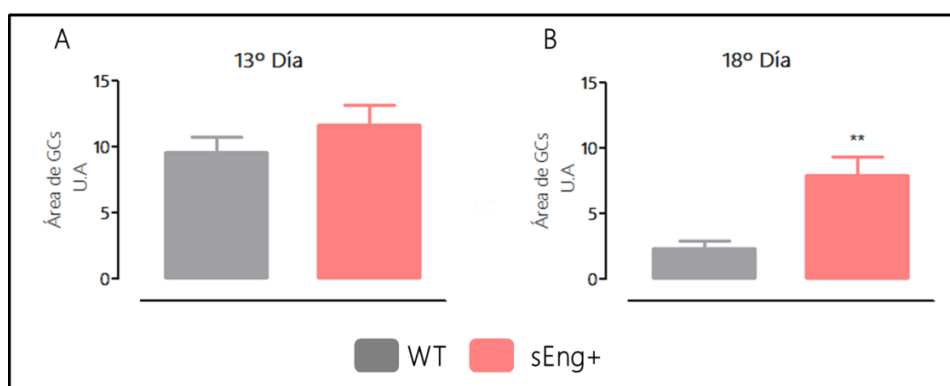 A
13º Día
15
10
5
0
Área de GCs
U.A
B
18º Día
15
10
5
0
Área de GCs
U.A
**
WT
sEng+